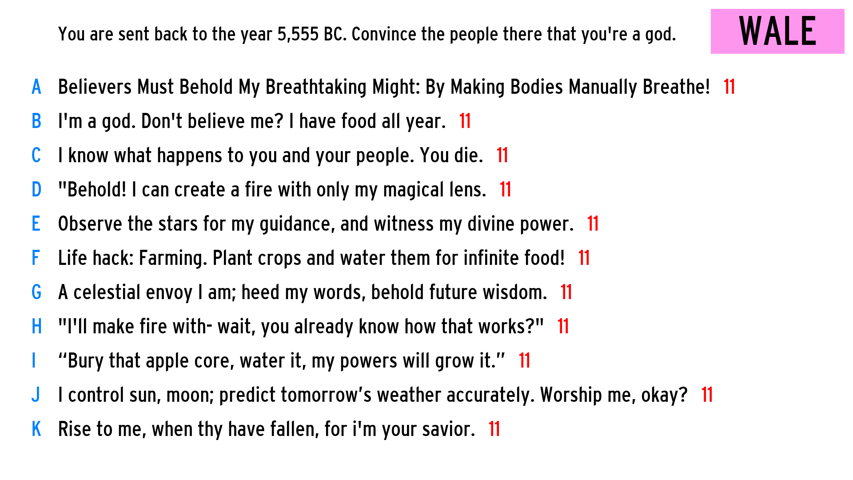 You are sent back to the year 5,555 BC. Convince the people there that you're a god.
WALE
A Believers Must Behold My Breathtaking Might: By Making Bodies Manually Breathe! 11
B I'm a god. Don't believe me? I have food all year. 11
C I know what happens to you and your people. You die. 11
D "Behold! I can create a fire with only my magical lens. 11
E Observe the stars for my guidance, and witness my divine power. 11
F Life hack: Farming. Plant crops and water them for infinite food! 11
G A celestial envoy I am; heed my words, behold future wisdom. 11
H "I'll make fire with- wait, you already know how that works?" 11
I “Bury that apple core, water it, my powers will grow it.” 11
J I control sun, moon; predict tomorrow’s weather accurately. Worship me, okay? 11
K Rise to me, when thy have fallen, for i'm your savior. 11